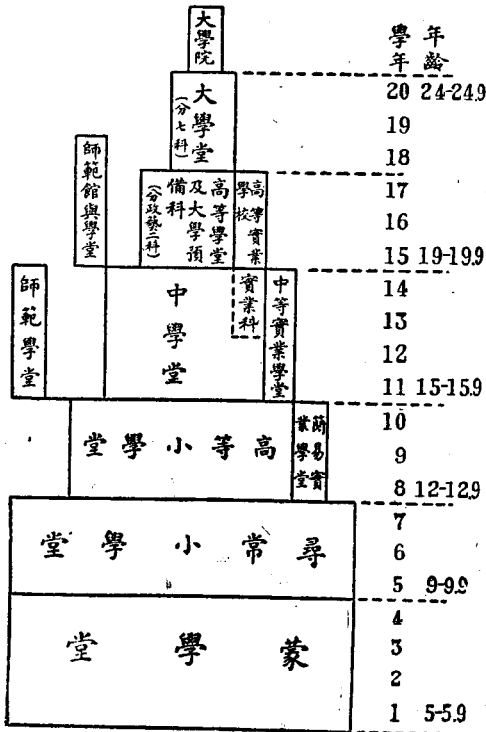 大學院
大學堂
（分七科）
師範館與學堂
高等學堂
及大學預
備科
（分政藝二科）
高等實業
學校
師範學堂
中學堂
實業科
中等實業學堂
高等小學堂
簡易實
業學堂
尋常小學堂
蒙學堂
學年 年齡
20 24-24.9
19
18
17
16
15 19-19.9
14
13
12
11 15-15.9
10
9
8 12-12.9
7
6
5 9-9.9
4
3
2
1 5-5.9